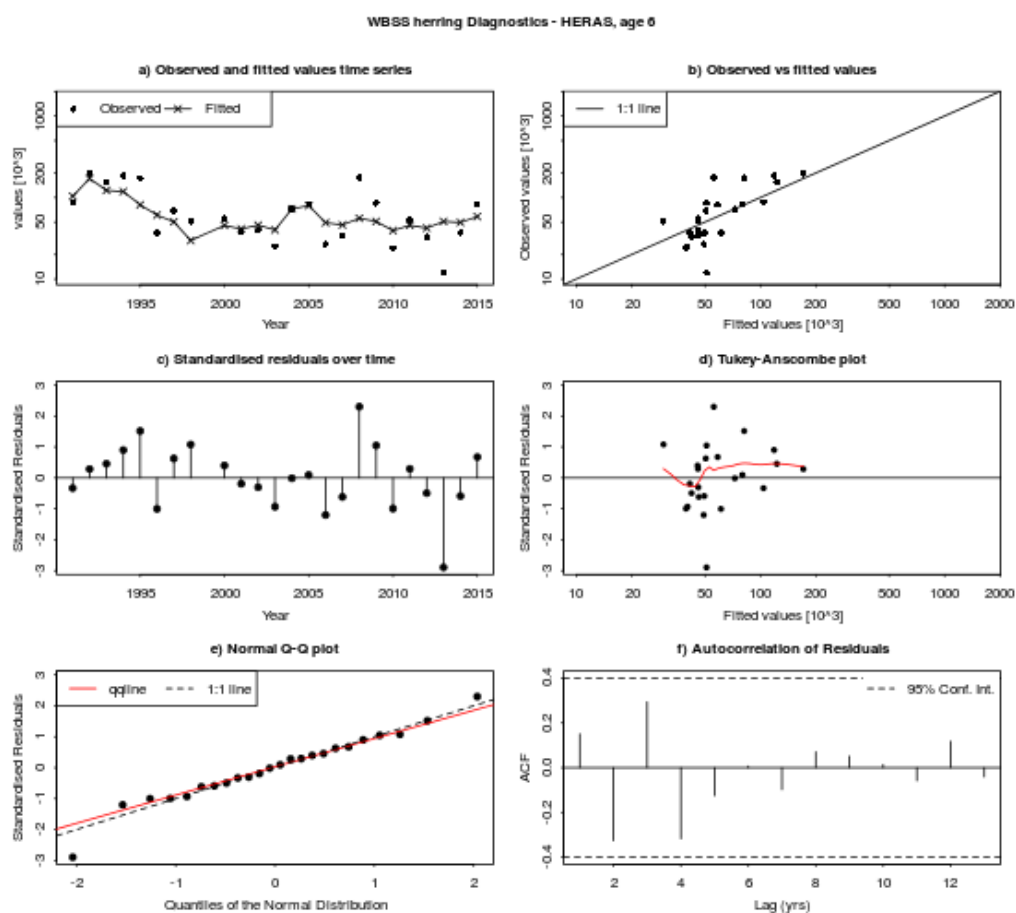 WBSS herring Diagnostics - HERAS, age 6
a) Observed and fitted values time series
values [10^3]
1000
200
50
10
Observed
Fitted
1995
2000
2005
2010
2015
Year
b) Observed vs fitted values
Observed values [10^3]
1000
200
50
10
1:1 line
10
20
50
100
200
500
1000
2000
Fitted values [10^3]
c) Standardised residuals over time
Standardised Residuals
3
2
1
0
-1
-2
-3
1995
2000
2005
2010
2015
Year
d) Tukey-Anscombe plot
Standardised Residuals
3
2
1
0
-1
-2
-3
10
20
50
100
200
500
1000
2000
Fitted values [10^3]
e) Normal Q-Q plot
Standardised Residuals
3
2
1
0
-1
-2
-3
qqline
1:1 line
-2
-1
0
1
2
Quantiles of the Normal Distribution
f) Autocorrelation of Residuals
ACF
0.4
0.2
0.0
-0.2
-0.4
95% Conf. Int.
2
4
6
8
10
12
Lag (yrs)